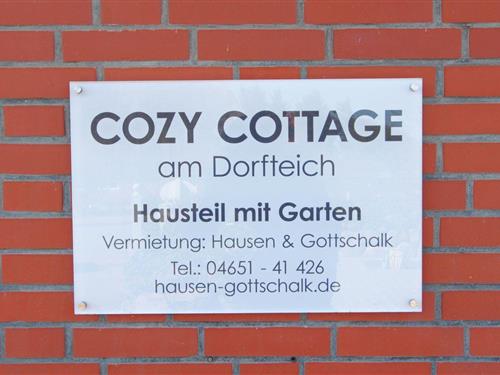 COZY COTTAGE
am Dorfteich
Hausteil mit Garten
Vermietung: Hausen & Gottschalk
Tel.: 04651 - 41 426
hausen-gottschalk.de